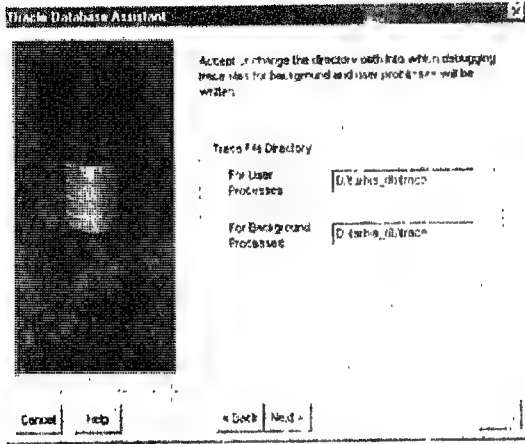 Oracle Database Assistant
Accept or change the directory path into which debugging
trace files for background and user processes will be
written
Trace File Directory
For User
Processes
For Background
Processes
Cancel
Help
< Back
Next >